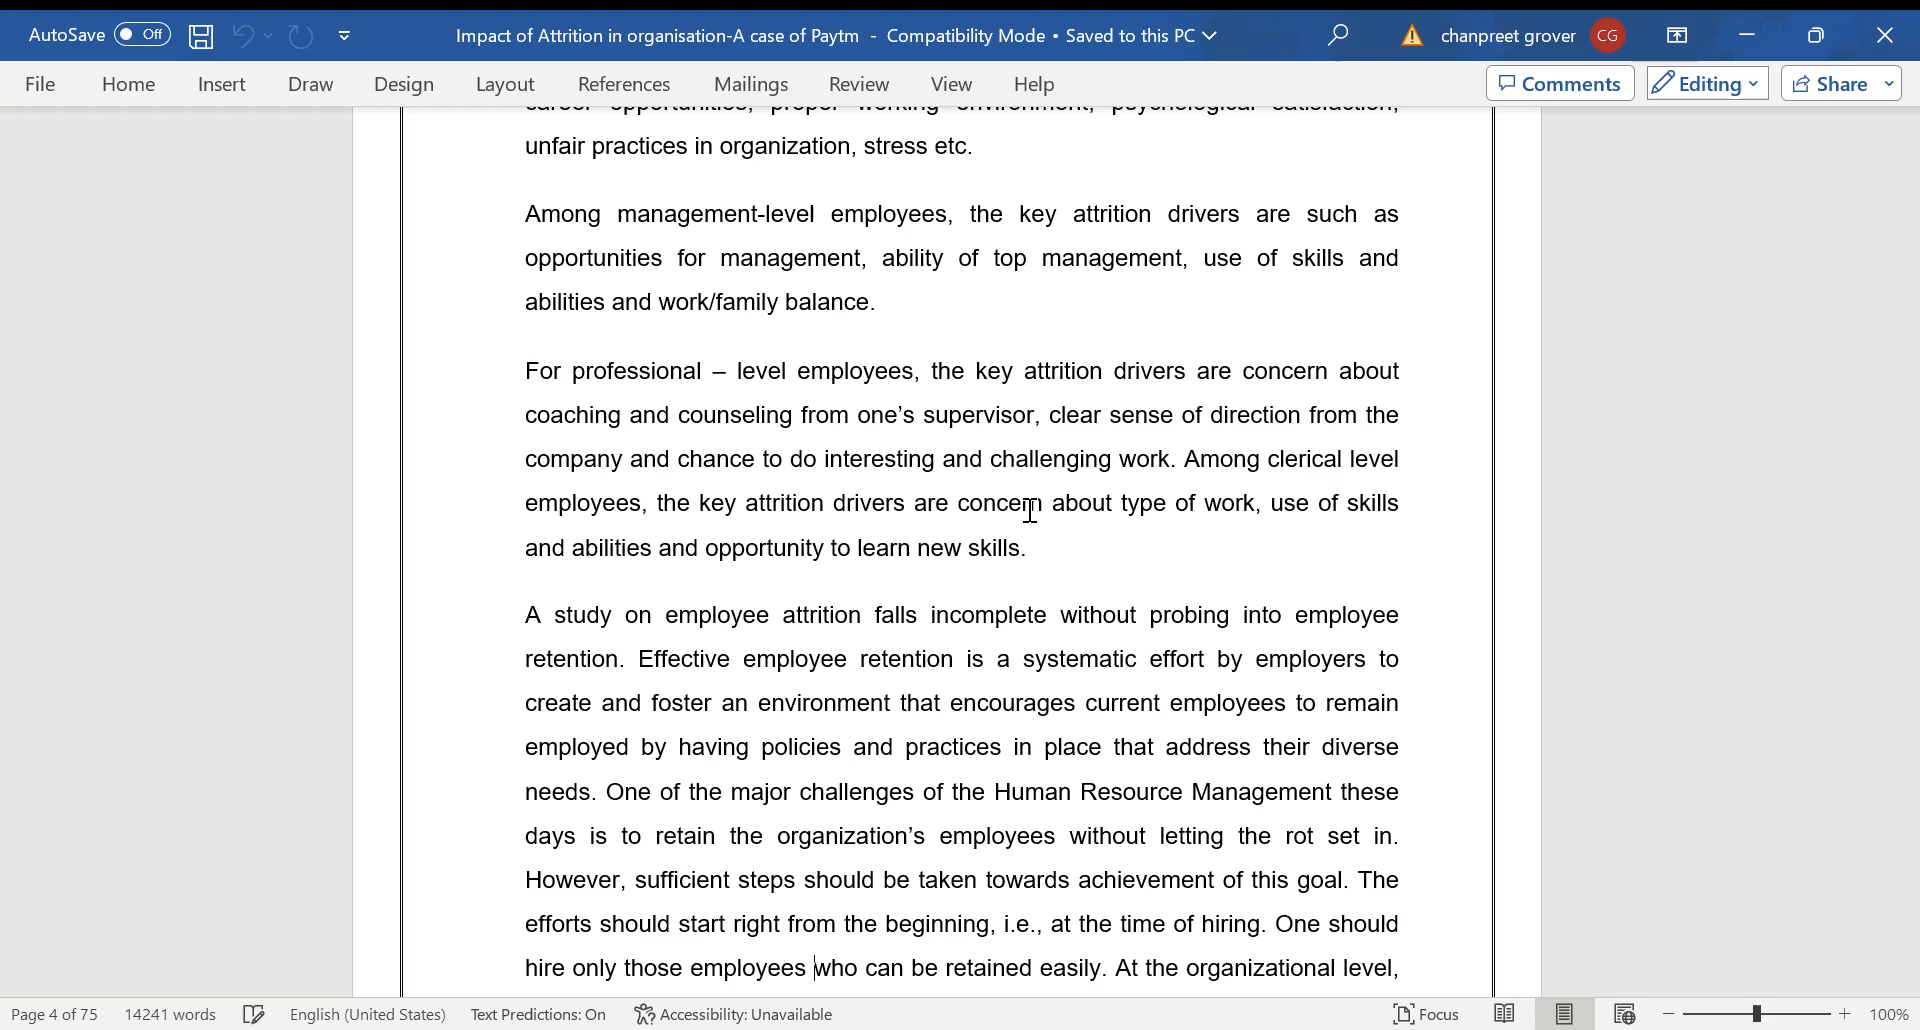 AutoSave Off Impact of Attrition in organisation-A case of Paytm - Compatibility Mode • Saved to this PC chanpreet grover CG
File Home Insert Draw Design Layout References Mailings Review View Help Comments Editing Share
career opportunities, proper working environment, psychological satisfaction,
unfair practices in organization, stress etc.
Among management-level employees, the key attrition drivers are such as
opportunities for management, ability of top management, use of skills and
abilities and work/family balance.
For professional – level employees, the key attrition drivers are concern about
coaching and counseling from one’s supervisor, clear sense of direction from the
company and chance to do interesting and challenging work. Among clerical level
employees, the key attrition drivers are concern about type of work, use of skills
and abilities and opportunity to learn new skills.
A study on employee attrition falls incomplete without probing into employee
retention. Effective employee retention is a systematic effort by employers to
create and foster an environment that encourages current employees to remain
employed by having policies and practices in place that address their diverse
needs. One of the major challenges of the Human Resource Management these
days is to retain the organization’s employees without letting the rot set in.
However, sufficient steps should be taken towards achievement of this goal. The
efforts should start right from the beginning, i.e., at the time of hiring. One should
hire only those employees who can be retained easily. At the organizational level,
Page 4 of 75 14241 words English (United States) Text Predictions: On Accessibility: Unavailable Focus 100%